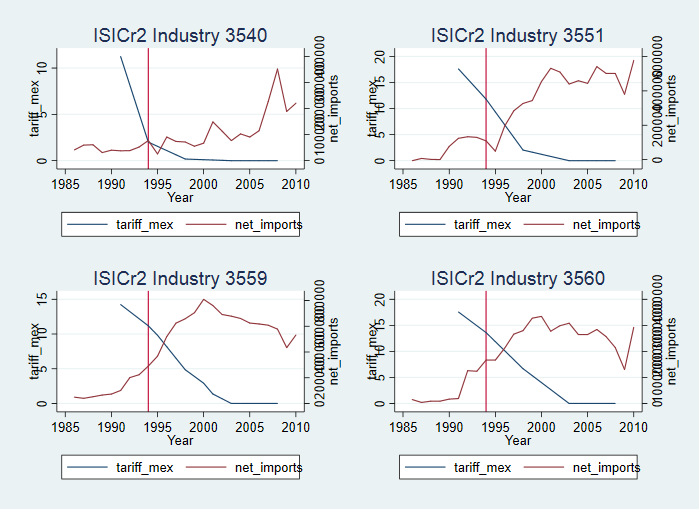 ISICr2 Industry 3540
tariff_mex
10
5
0
net_imports
1985 1990 1995 2000 2005 2010
Year
tariff_mex net_imports
ISICr2 Industry 3551
tariff_mex
20
15
10
5
0
net_imports
1985 1990 1995 2000 2005 2010
Year
tariff_mex net_imports
ISICr2 Industry 3559
tariff_mex
15
10
5
0
net_imports
1985 1990 1995 2000 2005 2010
Year
tariff_mex net_imports
ISICr2 Industry 3560
tariff_mex
20
15
10
5
0
net_imports
1985 1990 1995 2000 2005 2010
Year
tariff_mex net_imports